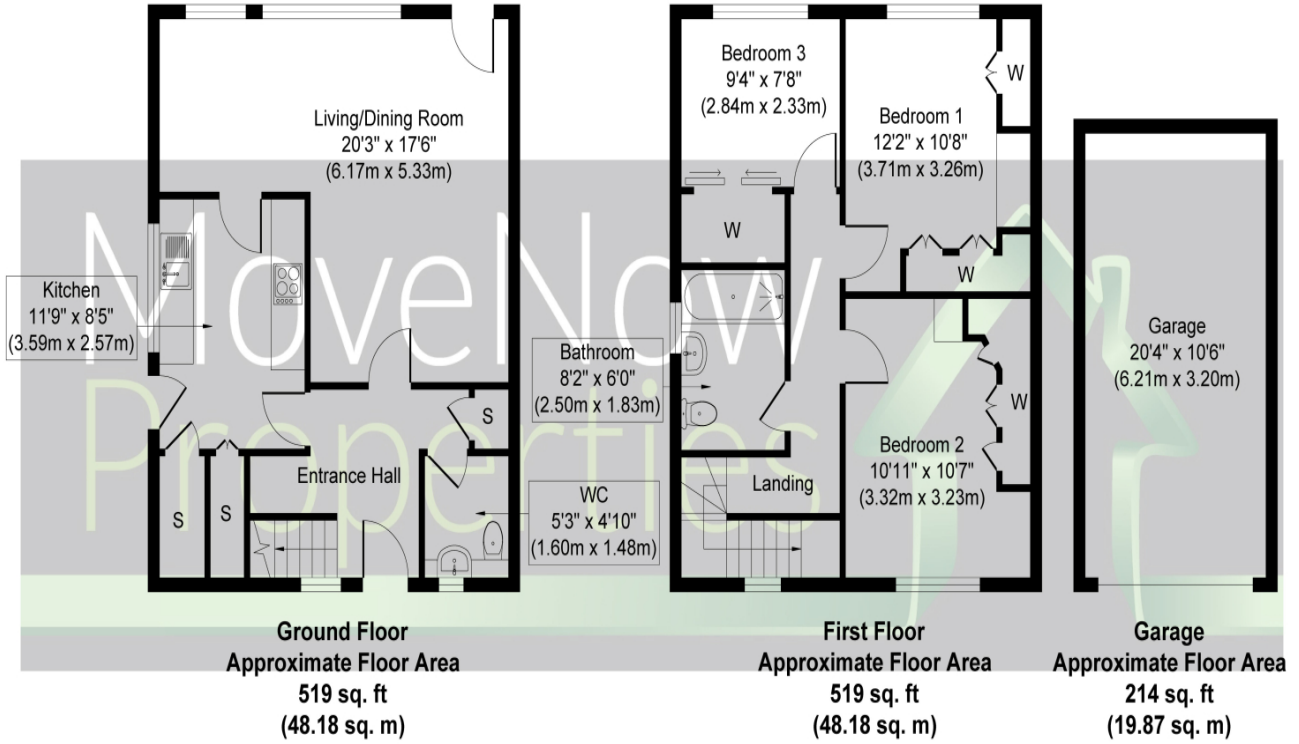 Living/Dining Room
20'3" x 17'6"
(6.17m x 5.33m)
Kitchen
11'9" x 8'5"
(3.59m x 2.57m)
S
S
S
Entrance Hall
WC
5'3" x 4'10"
(1.60m x 1.48m)
Ground Floor
Approximate Floor Area
519 sq. ft
(48.18 sq. m)
Bedroom 3
9'4" x 7'8"
(2.84m x 2.33m)
W
Bedroom 1
12'2" x 10'8"
(3.71m x 3.26m)
W
W
Bathroom
8'2" x 6'0"
(2.50m x 1.83m)
Bedroom 2
10'11" x 10'7"
(3.32m x 3.23m)
W
Landing
First Floor
Approximate Floor Area
519 sq. ft
(48.18 sq. m)
Garage
20'4" x 10'6"
(6.21m x 3.20m)
Garage
Approximate Floor Area
214 sq. ft
(19.87 sq. m)
MoveNow
Properties